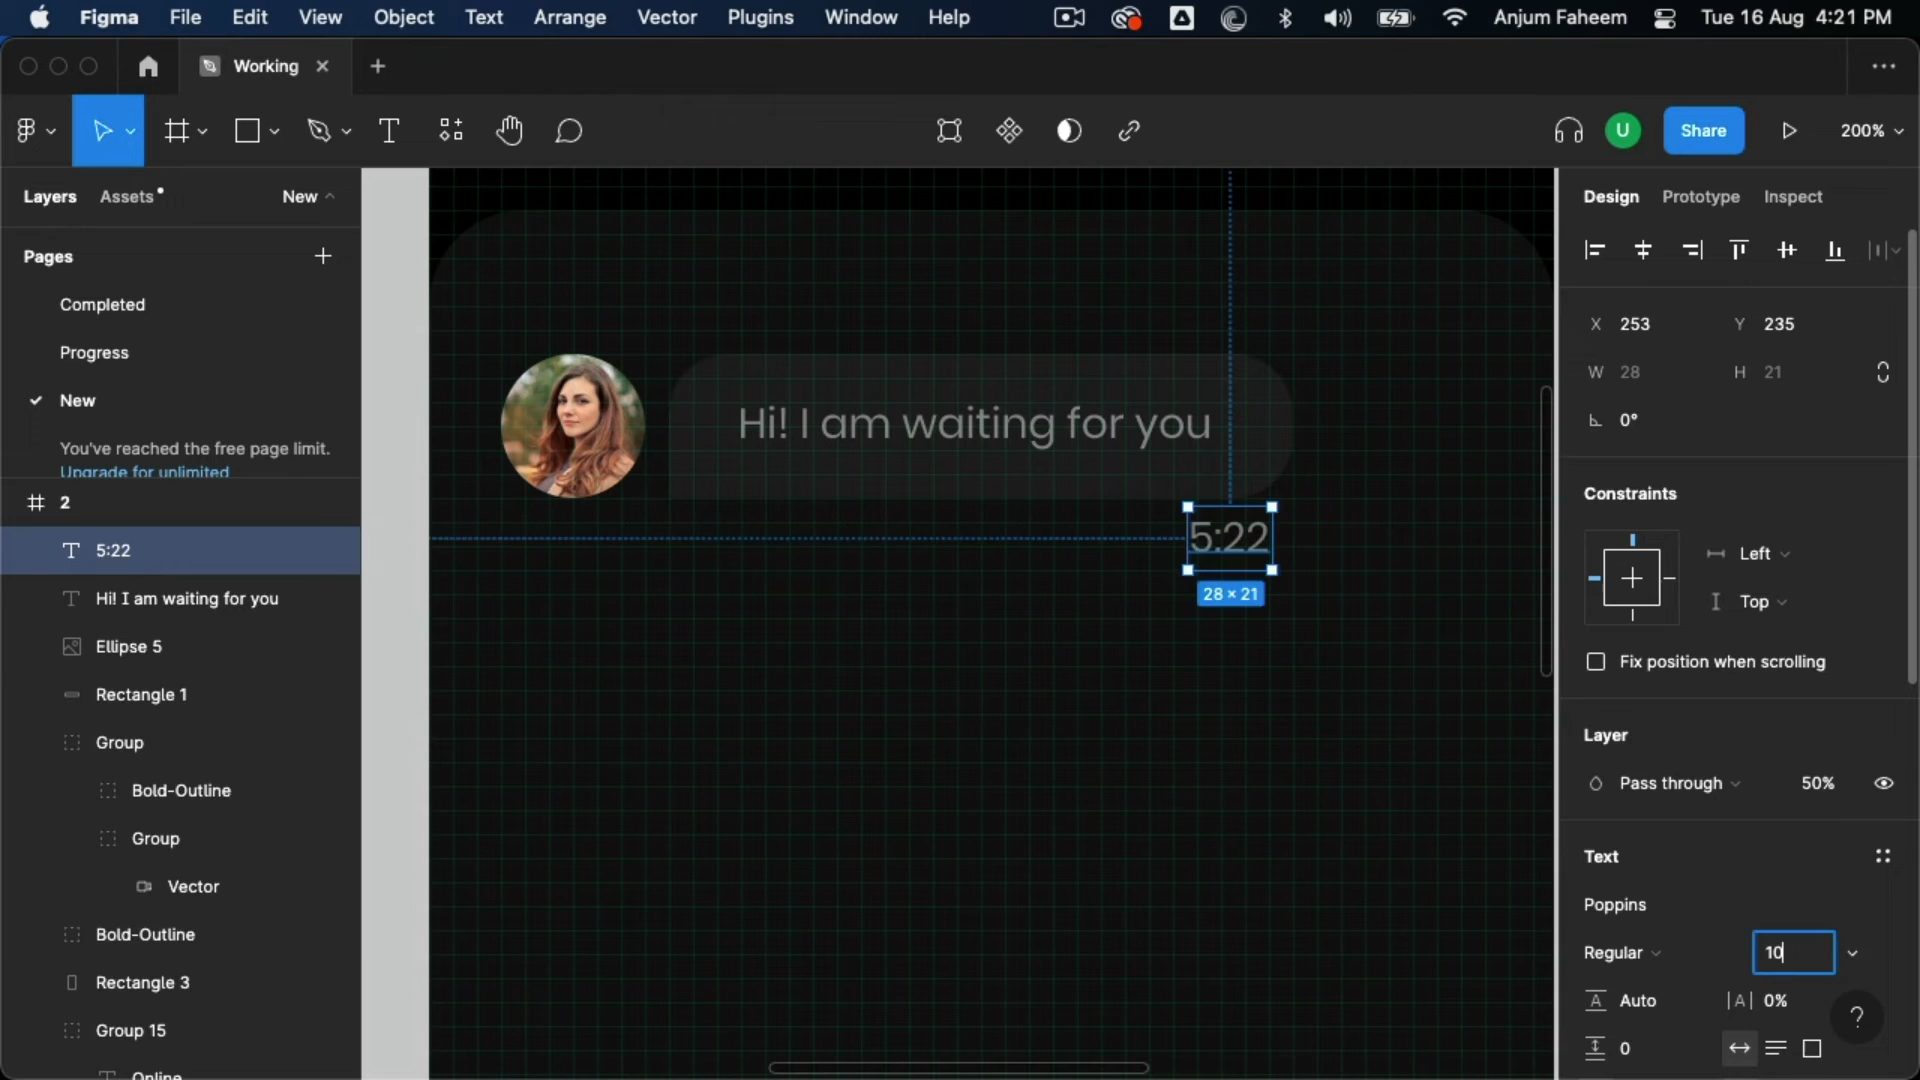 Figma File Edit View Object Text Arrange Vector Plugins Window Help Anjum Faheem Tue 16 Aug 4:21 PM
Working
U Share 200%
Layers Assets New
Design Prototype Inspect
Pages
Completed
Progress
New
You've reached the free page limit.
Upgrade for unlimited
2
5:22
Hi! I am waiting for you
Ellipse 5
Rectangle 1
Group
Bold-Outline
Group
Vector
Bold-Outline
Rectangle 3
Group 15
Online
Hi! I am waiting for you
5:22
28 × 21
X 253 Y 235
W 28 H 21
0°
Constraints
Left
Top
Fix position when scrolling
Layer
Pass through 50%
Text
Poppins
Regular 10
A Auto |A| 0%
0
?